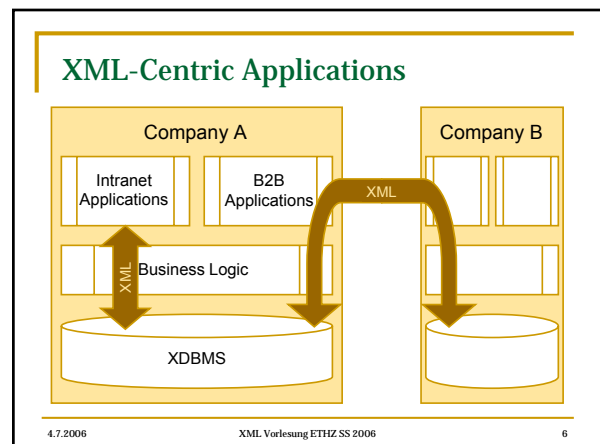 XML-Centric Applications
Company A
Company B
Intranet
Applications
B2B
Applications
XML
XML
Business Logic
XDBMS
4.7.2006
XML Vorlesung ETHZ SS 2006
6